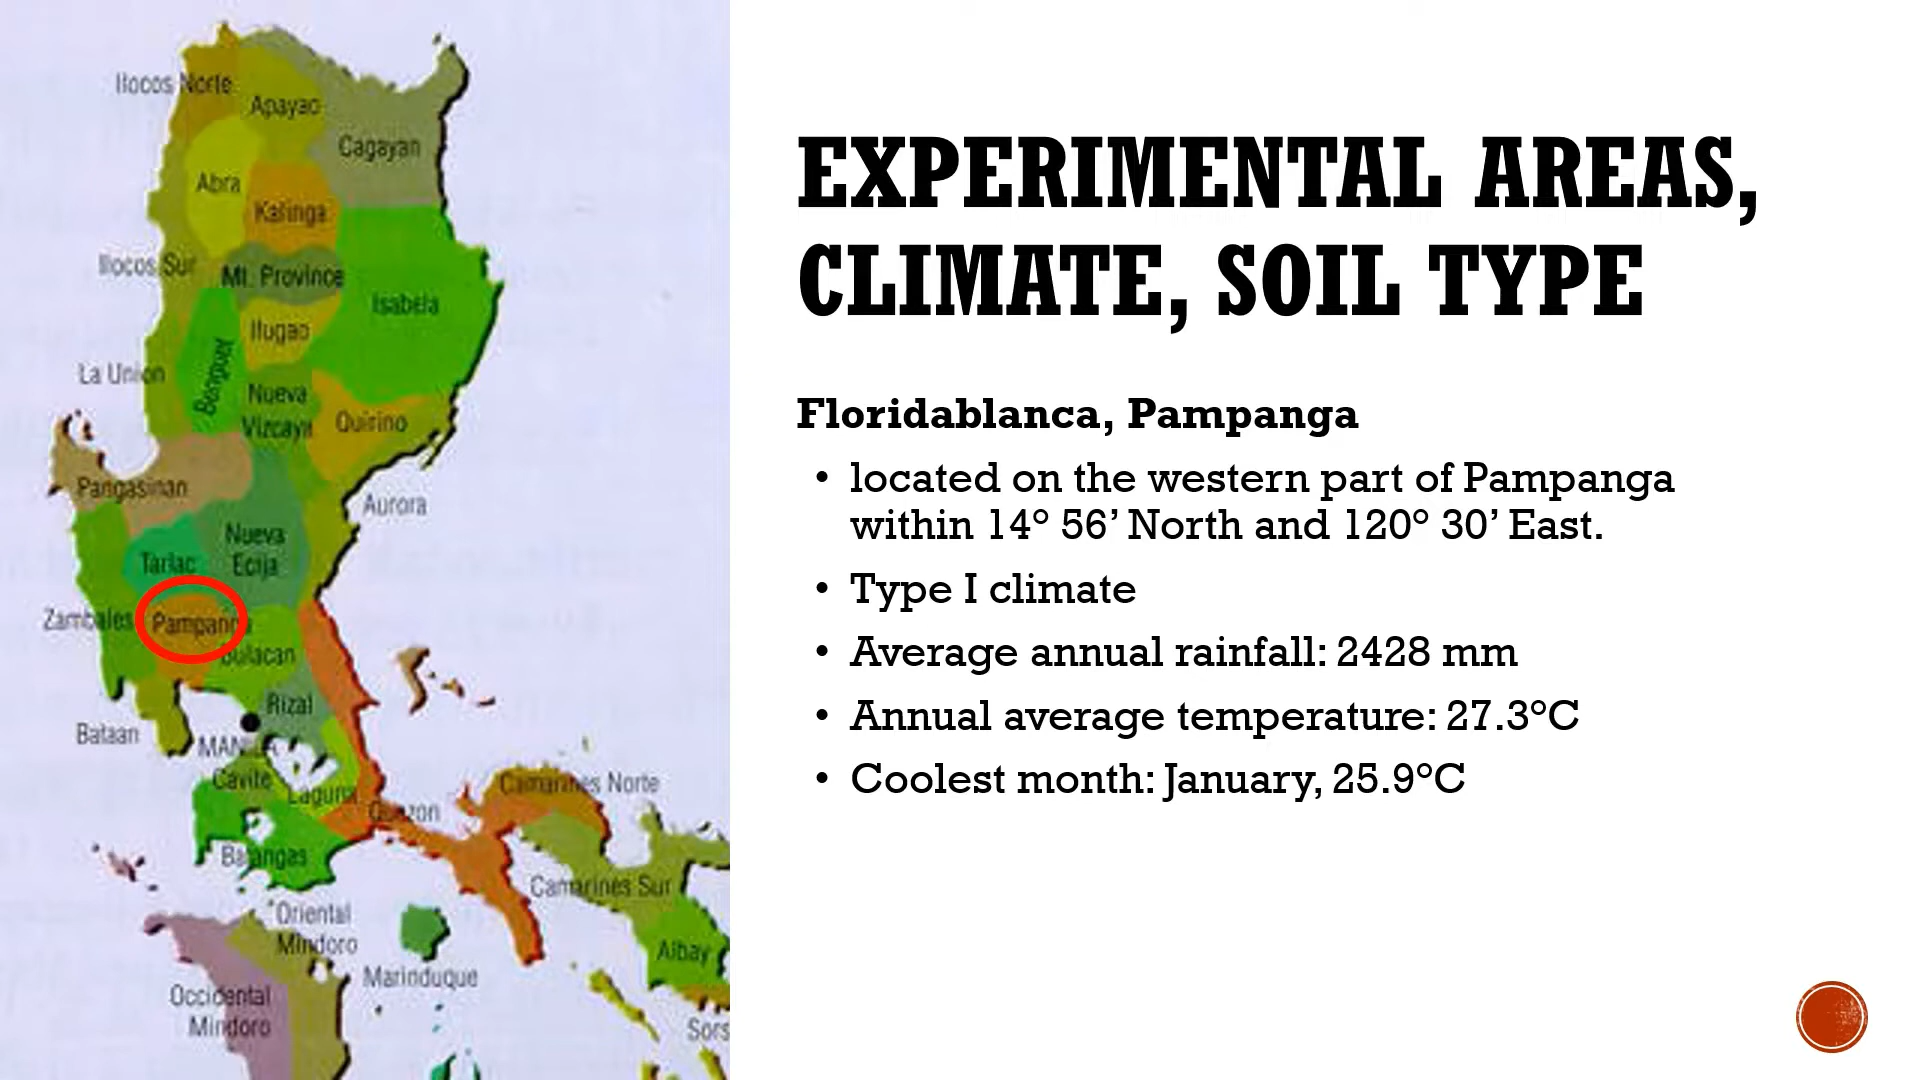 Ilocos Norte
Apayao
Cagayan
Abra
Kalinga
Ilocos Sur
Mt. Province
Isabela
Ifugao
La Union
Benguet
Nueva
Vizcaya
Quirino
Pangasinan
Aurora
Nueva
Ecija
Tarlac
Zambales
Pampanga
Bulacan
Rizal
Bataan
MANILA
Cavite
Laguna
Quezon
Camarines Norte
Batangas
Camarines Sur
Oriental
Mindoro
Albay
Marinduque
Occidental
Mindoro
Sors
EXPERIMENTAL AREAS,
CLIMATE, SOIL TYPE
Floridablanca, Pampanga
• located on the western part of Pampanga
within 14° 56’ North and 120° 30’ East.
• Type I climate
• Average annual rainfall: 2428 mm
• Annual average temperature: 27.3°C
• Coolest month: January, 25.9°C